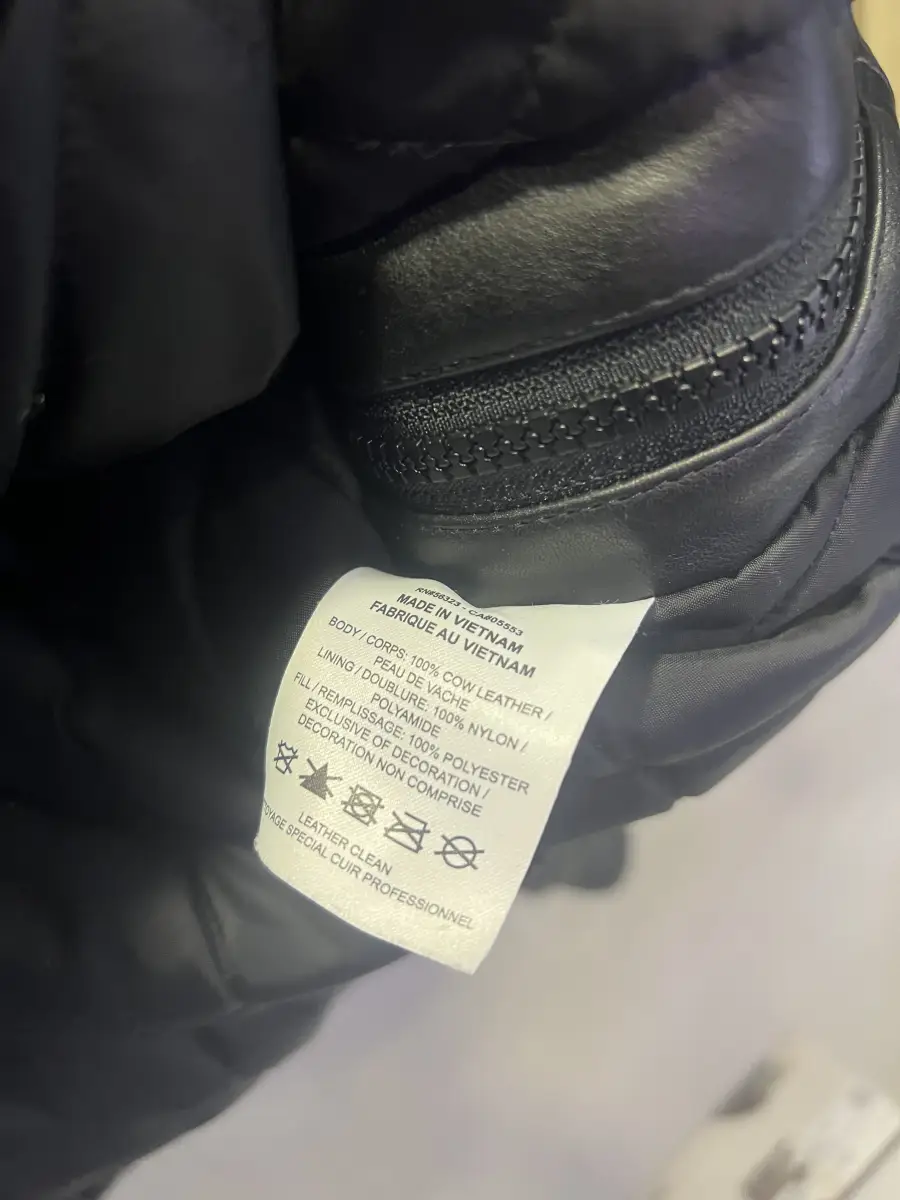 RN#56323 - CA#05553
MADE IN VIETNAM
FABRIQUE AU VIETNAM
BODY / CORPS: 100% COW LEATHER /
PEAU DE VACHE
LINING / DOUBLURE: 100% NYLON /
POLYAMIDE
FILL / REMPLISSAGE: 100% POLYESTER
EXCLUSIVE OF DECORATION /
DECORATION NON COMPRISE
LEATHER CLEAN
SPECIAL CUIR PROFESSIONNEL